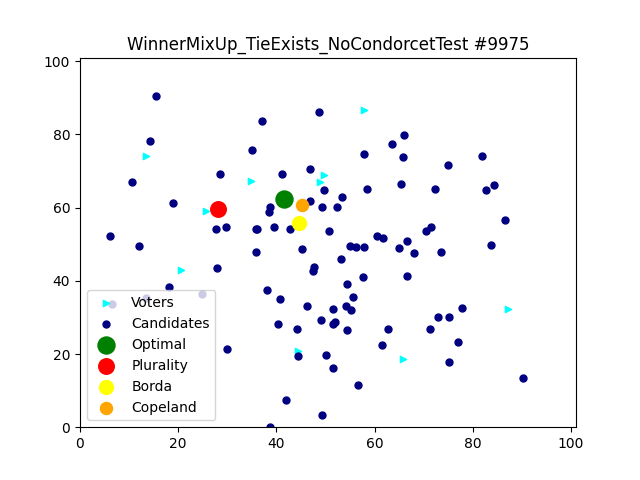 WinnerMixUp_TieExists_NoCondorcetTest #9975
100
80
60
40
20
0
Voters
Candidates
Optimal
Plurality
Borda
Copeland
0 20 40 60 80 100